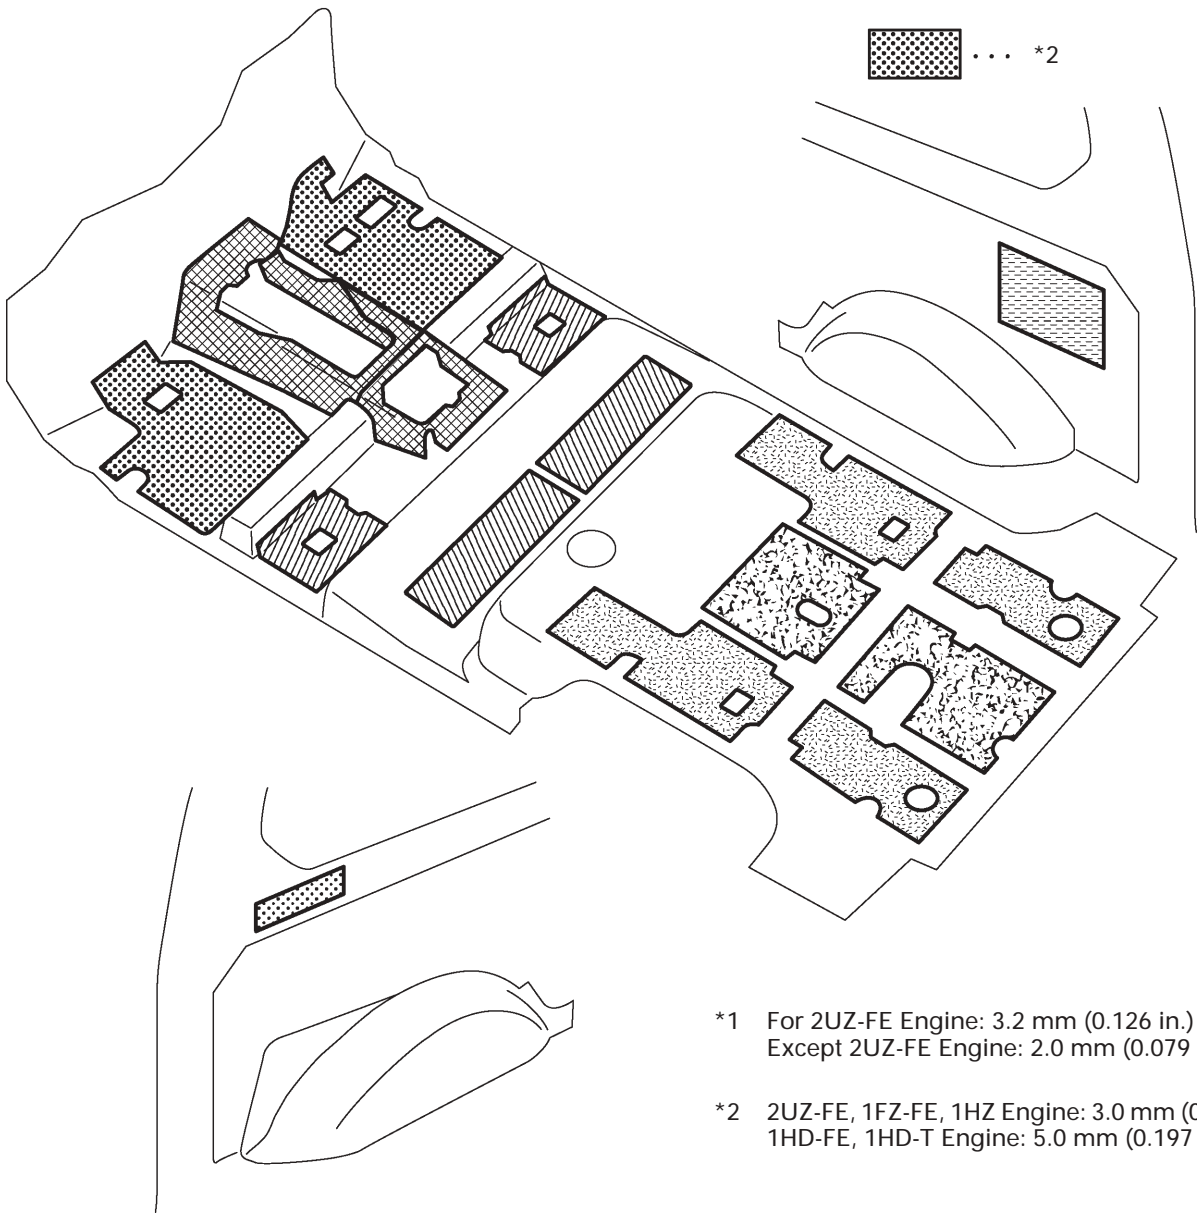 ··· *2
*1 For 2UZ-FE Engine: 3.2 mm (0.126 in.)
Except 2UZ-FE Engine: 2.0 mm (0.079
*2 2UZ-FE, 1FZ-FE, 1HZ Engine: 3.0 mm (0
1HD-FE, 1HD-T Engine: 5.0 mm (0.197